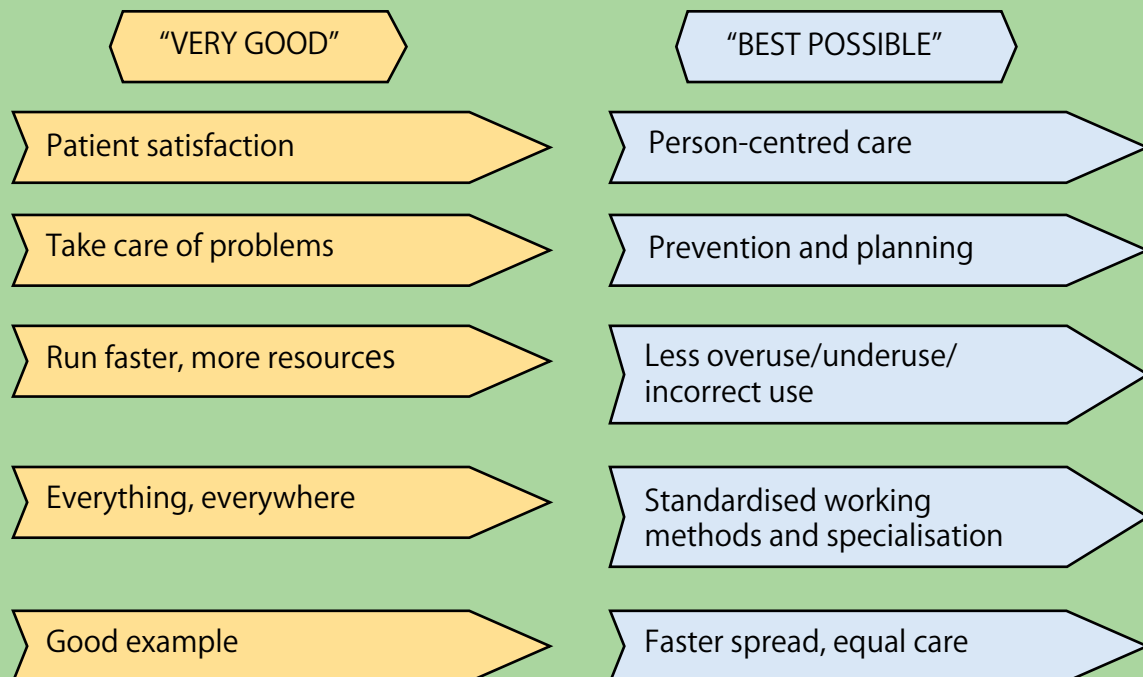 “VERY GOOD”
“BEST POSSIBLE”
Patient satisfaction
Person-centred care
Take care of problems
Prevention and planning
Run faster, more resources
Less overuse/underuse/
incorrect use
Everything, everywhere
Standardised working
methods and specialisation
Good example
Faster spread, equal care